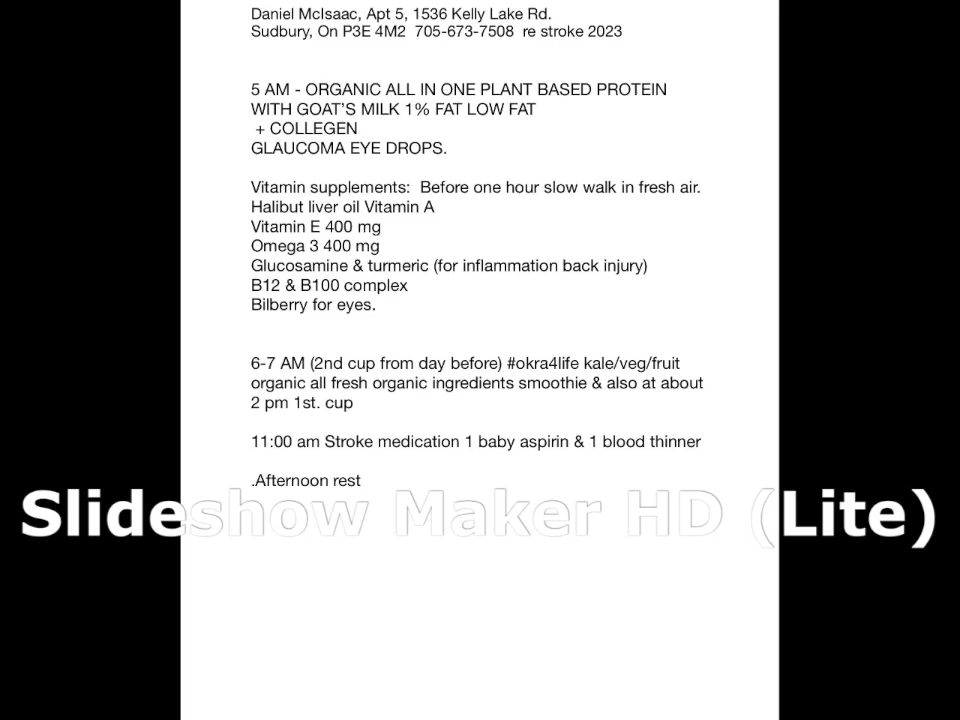 Daniel McIsaac, Apt 5, 1536 Kelly Lake Rd.
Sudbury, On P3E 4M2  705-673-7508  re stroke 2023
5 AM - ORGANIC ALL IN ONE PLANT BASED PROTEIN
WITH GOAT'S MILK 1% FAT LOW FAT
+ COLLEGEN
GLAUCOMA EYE DROPS.
Vitamin supplements:  Before one hour slow walk in fresh air.
Halibut liver oil Vitamin A
Vitamin E 400 mg
Omega 3 400 mg
Glucosamine & turmeric (for inflammation back injury)
B12 & B100 complex
Bilberry for eyes.
6-7 AM (2nd cup from day before) #okra4life kale/veg/fruit
organic all fresh organic ingredients smoothie & also at about
2 pm 1st. cup
11:00 am Stroke medication 1 baby aspirin & 1 blood thinner
.Afternoon rest
Slideshow Maker HD (Lite)